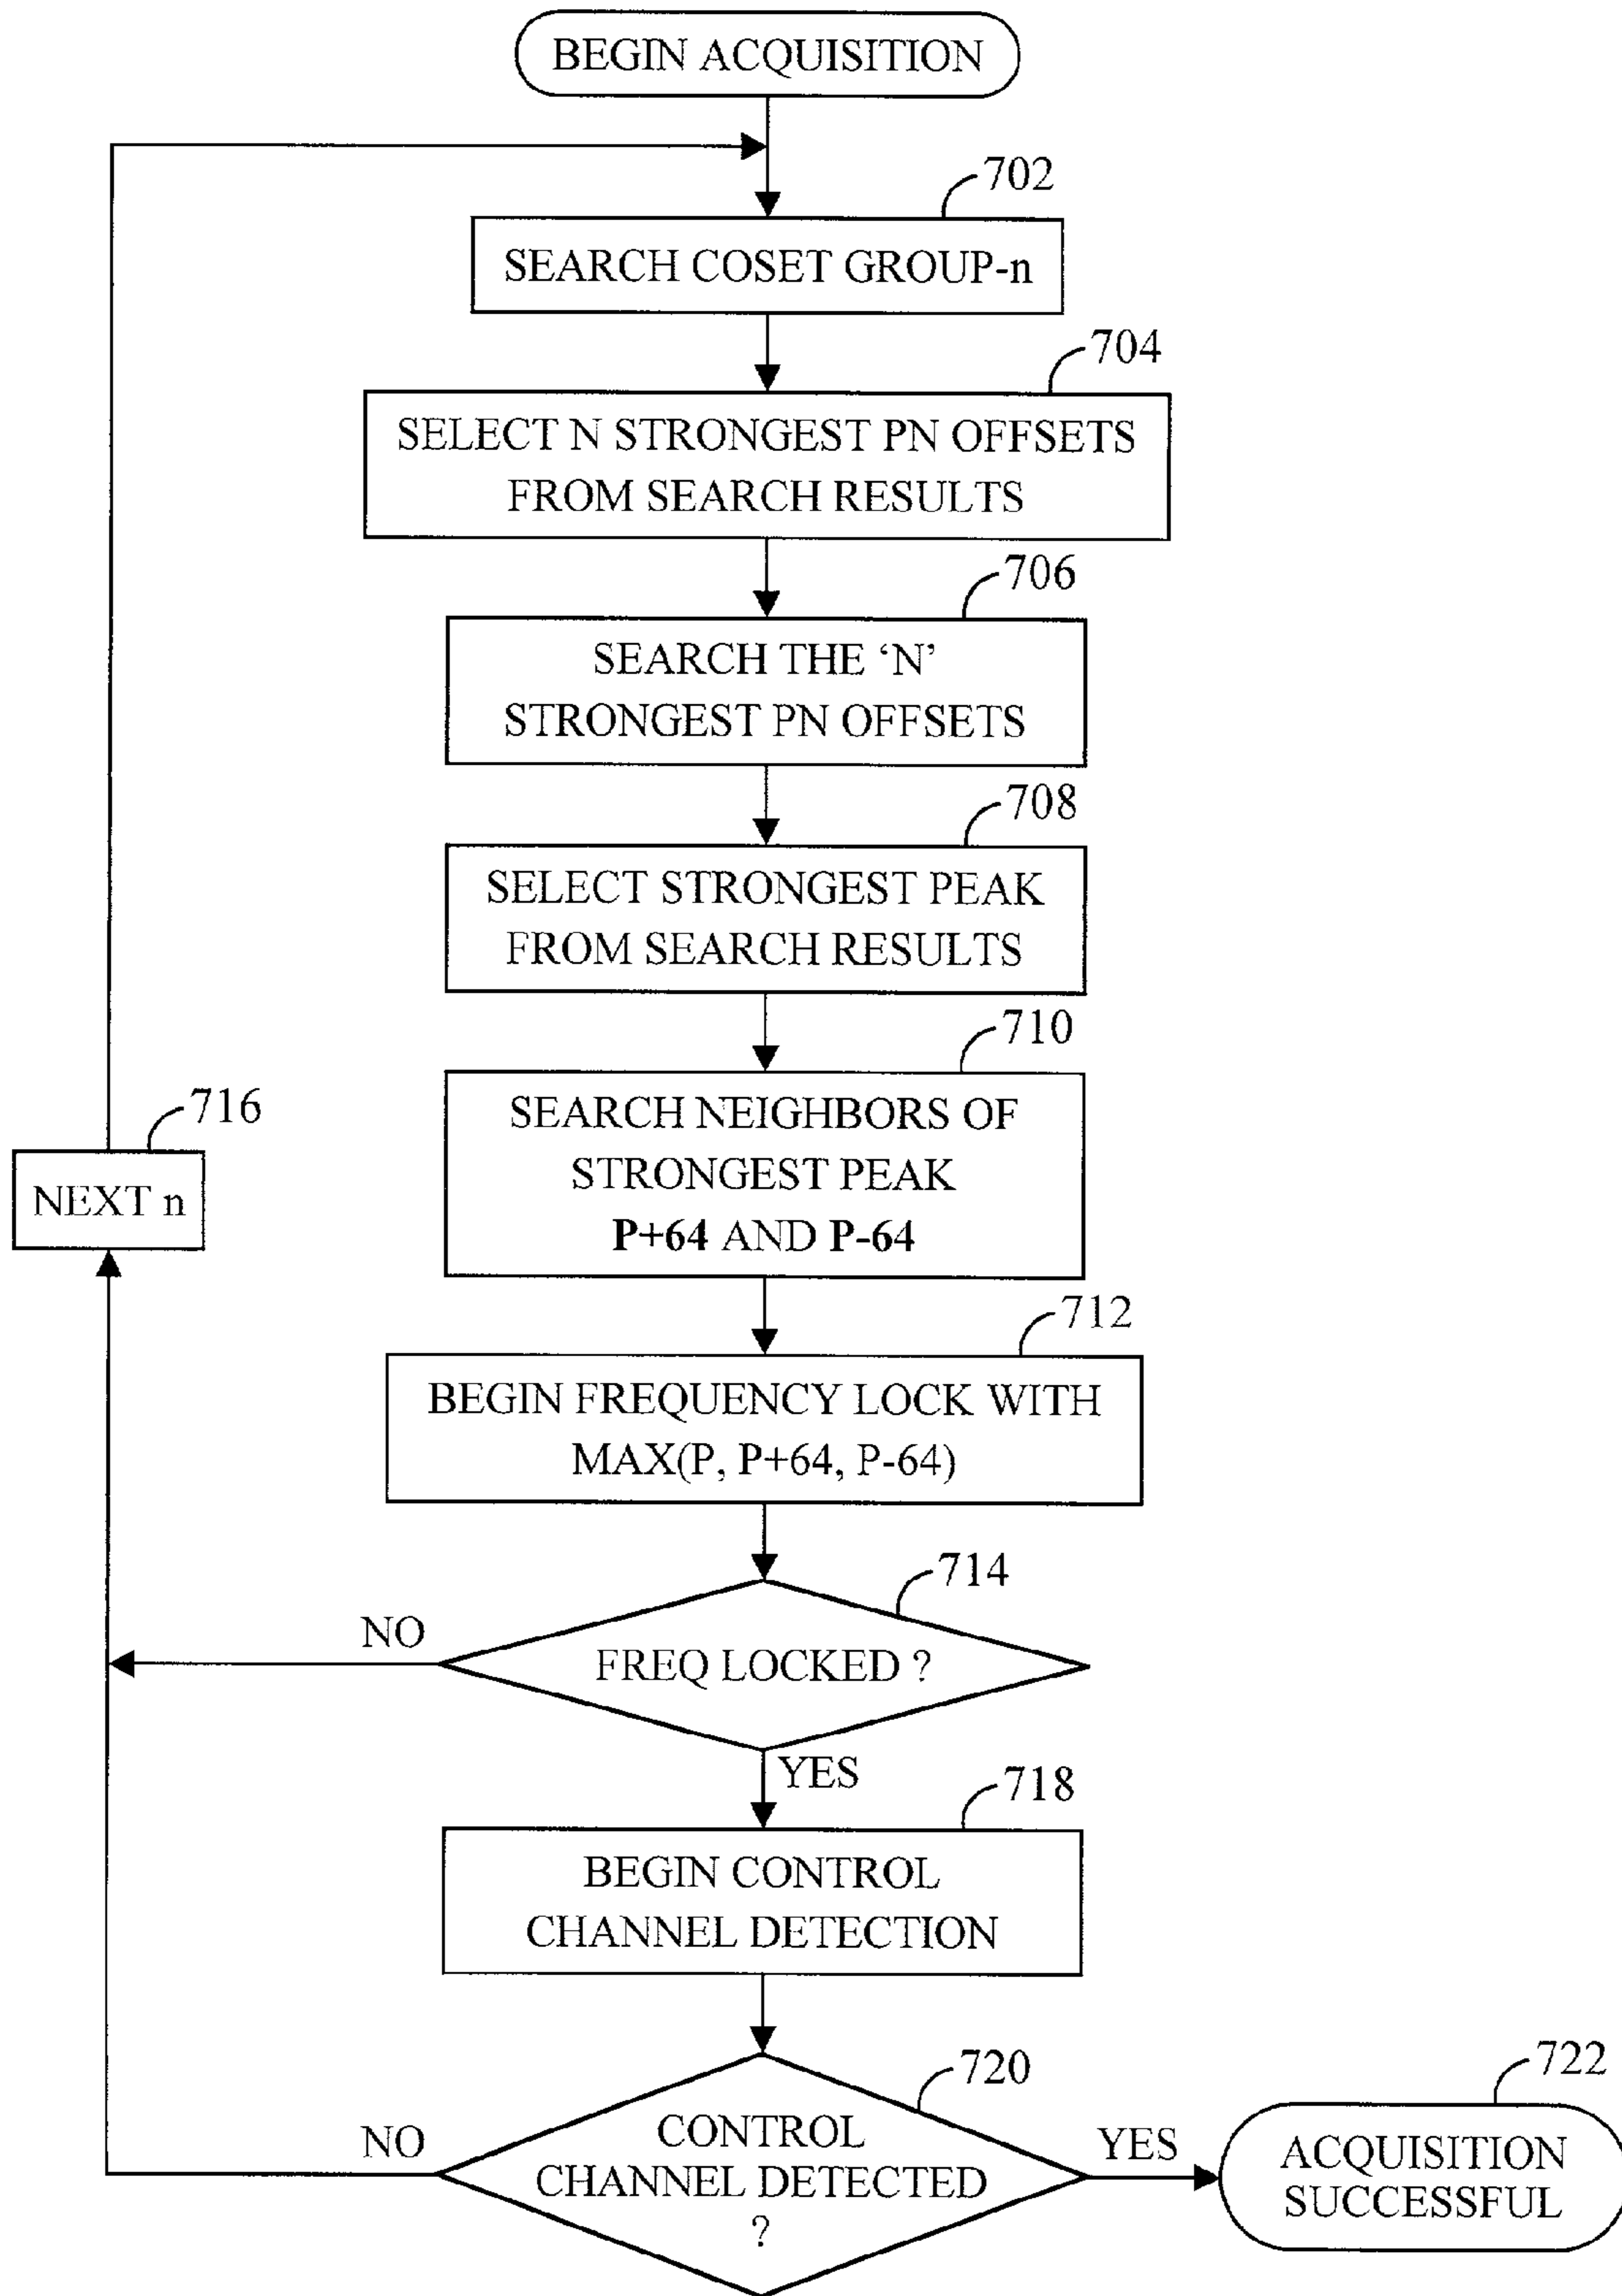 BEGIN ACQUISITION
702
SEARCH COSET GROUP-n
704
SELECT N STRONGEST PN OFFSETS
FROM SEARCH RESULTS
706
SEARCH THE ‘N’
STRONGEST PN OFFSETS
708
SELECT STRONGEST PEAK
FROM SEARCH RESULTS
710
SEARCH NEIGHBORS OF
STRONGEST PEAK
P+64 AND P-64
716
NEXT n
712
BEGIN FREQUENCY LOCK WITH
MAX(P, P+64, P-64)
714
NO
FREQ LOCKED ?
YES
718
BEGIN CONTROL
CHANNEL DETECTION
720
NO
CONTROL
CHANNEL DETECTED
?
YES
722
ACQUISITION
SUCCESSFUL